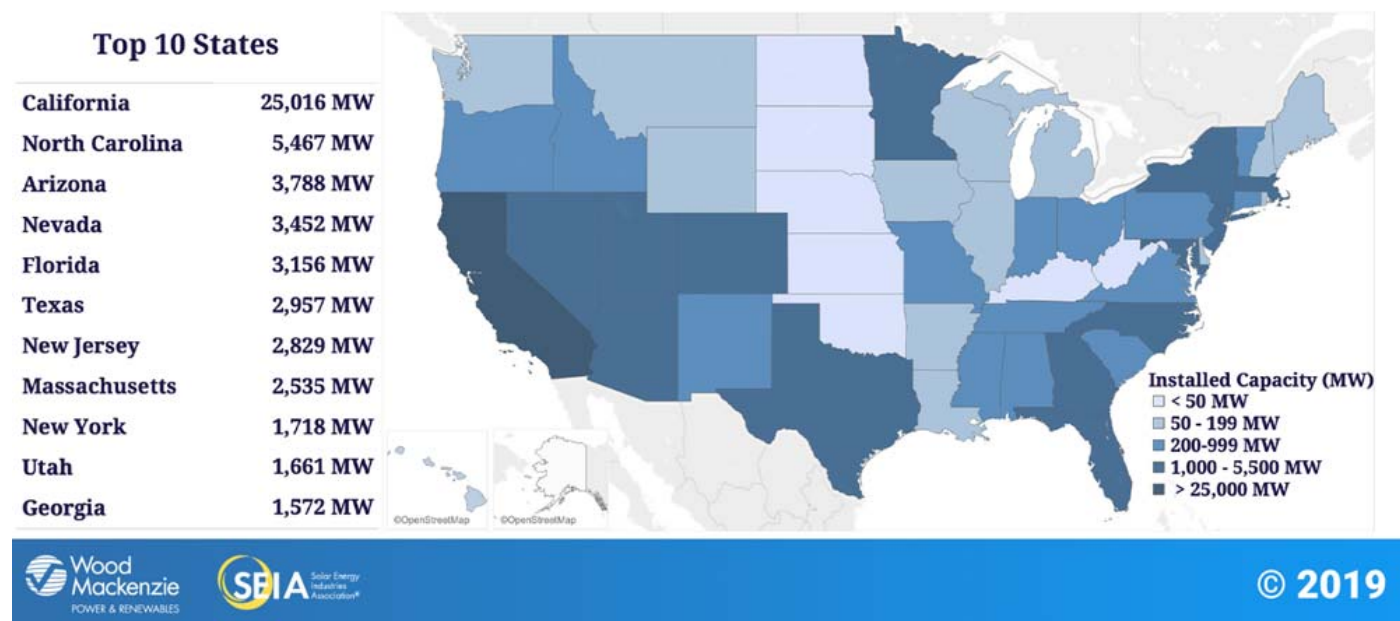 Top 10 States
California 25,016 MW
North Carolina 5,467 MW
Arizona 3,788 MW
Nevada 3,452 MW
Florida 3,156 MW
Texas 2,957 MW
New Jersey 2,829 MW
Massachusetts 2,535 MW
New York 1,718 MW
Utah 1,661 MW
Georgia 1,572 MW
Installed Capacity (MW)
< 50 MW
50 - 199 MW
200-999 MW
1,000 - 5,500 MW
> 25,000 MW
©OpenStreetMap
©OpenStreetMap
Wood
Mackenzie
POWER & RENEWABLES
SEIA
Solar Energy
Industries
Association®
© 2019